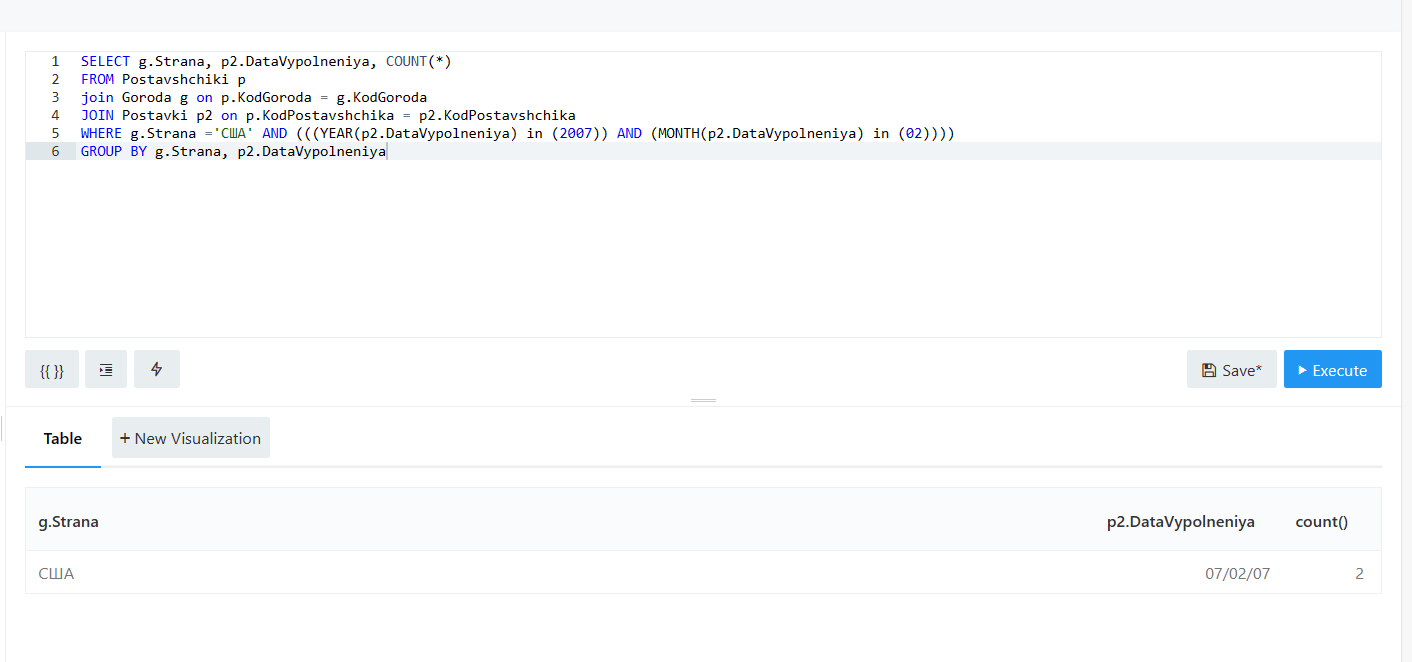 1 SELECT g.Strana, p2.DataVypolneniya, COUNT(*)
2 FROM Postavshchiki p
3 join Goroda g on p.KodGoroda = g.KodGoroda
4 JOIN Postavki p2 on p.KodPostavshchika = p2.KodPostavshchika
5 WHERE g.Strana ='США' AND (((YEAR(p2.DataVypolneniya) in (2007)) AND (MONTH(p2.DataVypolneniya) in (02))))
6 GROUP BY g.Strana, p2.DataVypolneniya
{{ }} Save* Execute
Table + New Visualization
g.Strana p2.DataVypolneniya count()
США 07/02/07 2